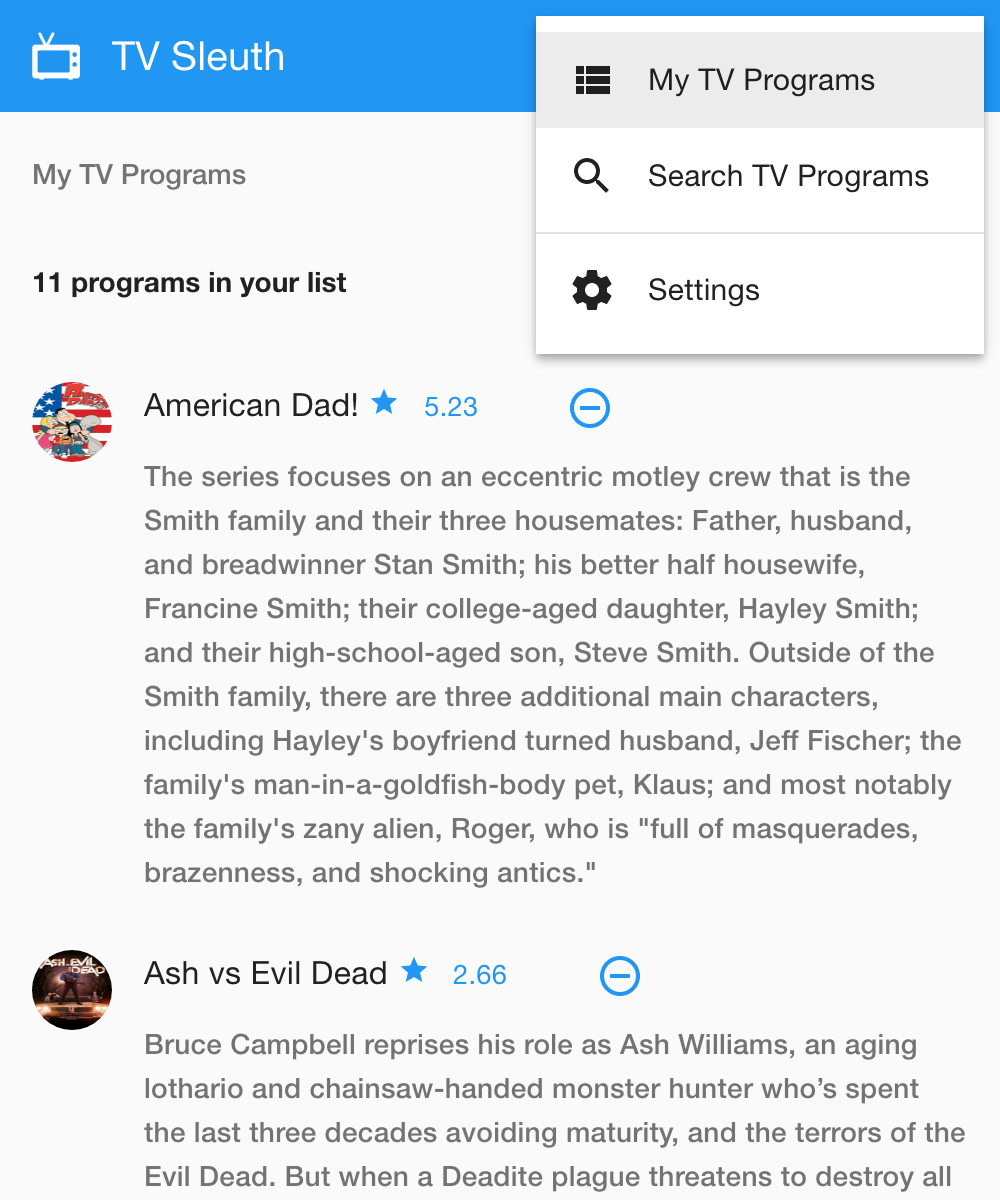 TV Sleuth
My TV Programs
Search TV Programs
Settings
My TV Programs
11 programs in your list
American Dad! 5.23
The series focuses on an eccentric motley crew that is the
Smith family and their three housemates: Father, husband,
and breadwinner Stan Smith; his better half housewife,
Francine Smith; their college-aged daughter, Hayley Smith;
and their high-school-aged son, Steve Smith. Outside of the
Smith family, there are three additional main characters,
including Hayley's boyfriend turned husband, Jeff Fischer; the
family's man-in-a-goldfish-body pet, Klaus; and most notably
the family's zany alien, Roger, who is "full of masquerades,
brazenness, and shocking antics."
ASH VS EVIL
DEAD
Ash vs Evil Dead 2.66
Bruce Campbell reprises his role as Ash Williams, an aging
lothario and chainsaw-handed monster hunter who’s spent
the last three decades avoiding maturity, and the terrors of the
Evil Dead. But when a Deadite plague threatens to destroy all